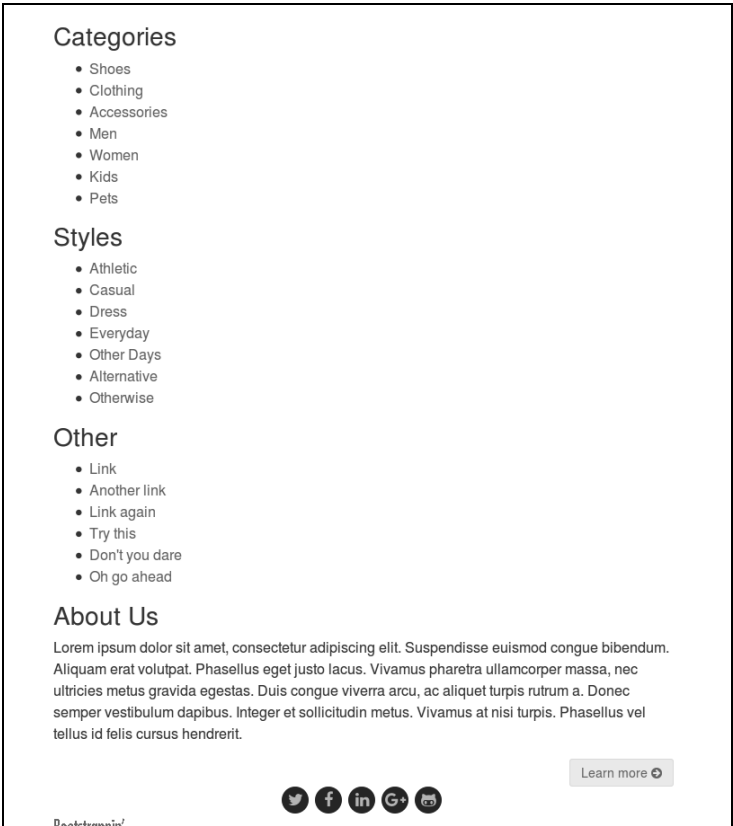 Categories
Shoes
Clothing
Accessories
Men
Women
Kids
Pets
Styles
Athletic
Casual
Dress
Everyday
Other Days
Alternative
Otherwise
Other
Link
Another link
Link again
Try this
Don't you dare
Oh go ahead
About Us
Lorem ipsum dolor sit amet, consectetur adipiscing elit. Suspendisse euismod congue bibendum.
Aliquam erat volutpat. Phasellus eget justo lacus. Vivamus pharetra ullamcorper massa, nec
ultricies metus gravida egestas. Duis congue viverra arcu, ac aliquet turpis rutrum a. Donec
semper vestibulum dapibus. Integer et sollicitudin metus. Vivamus at nisi turpis. Phasellus vel
tellus id felis cursus hendrerit.
Learn more
f in G+
Bootstrappin'